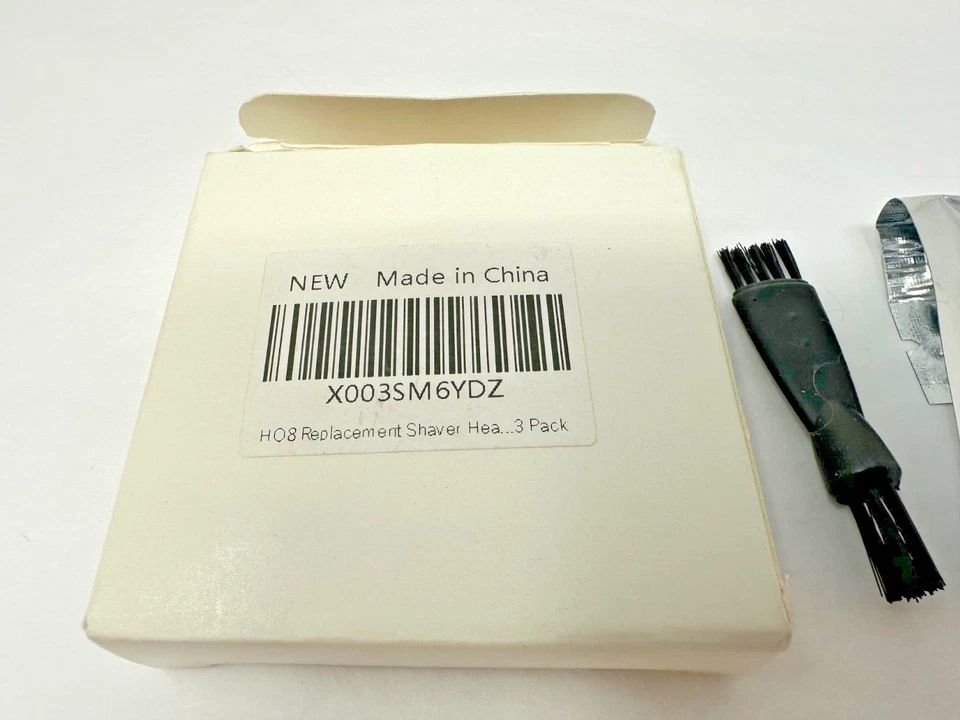 NEW Made in China
X003SM6YDZ
HQ8 Replacement Shaver Hea...3 Pack